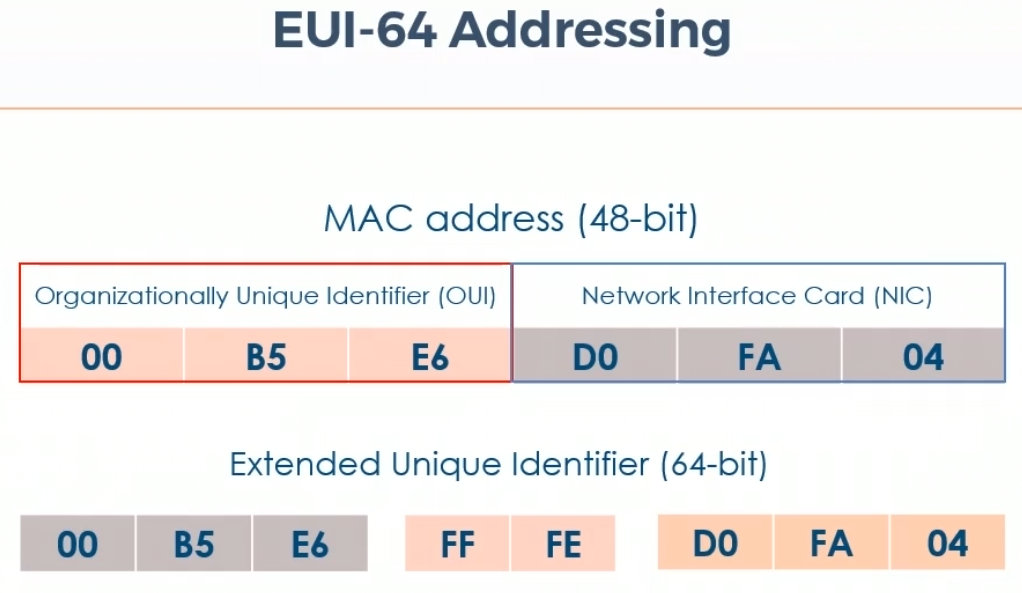 EUI-64 Addressing
MAC address (48-bit)
Organizationally Unique Identifier (OUI) Network Interface Card (NIC)
00 B5 E6 D0 FA 04
Extended Unique Identifier (64-bit)
00 B5 E6 FF FE D0 FA 04